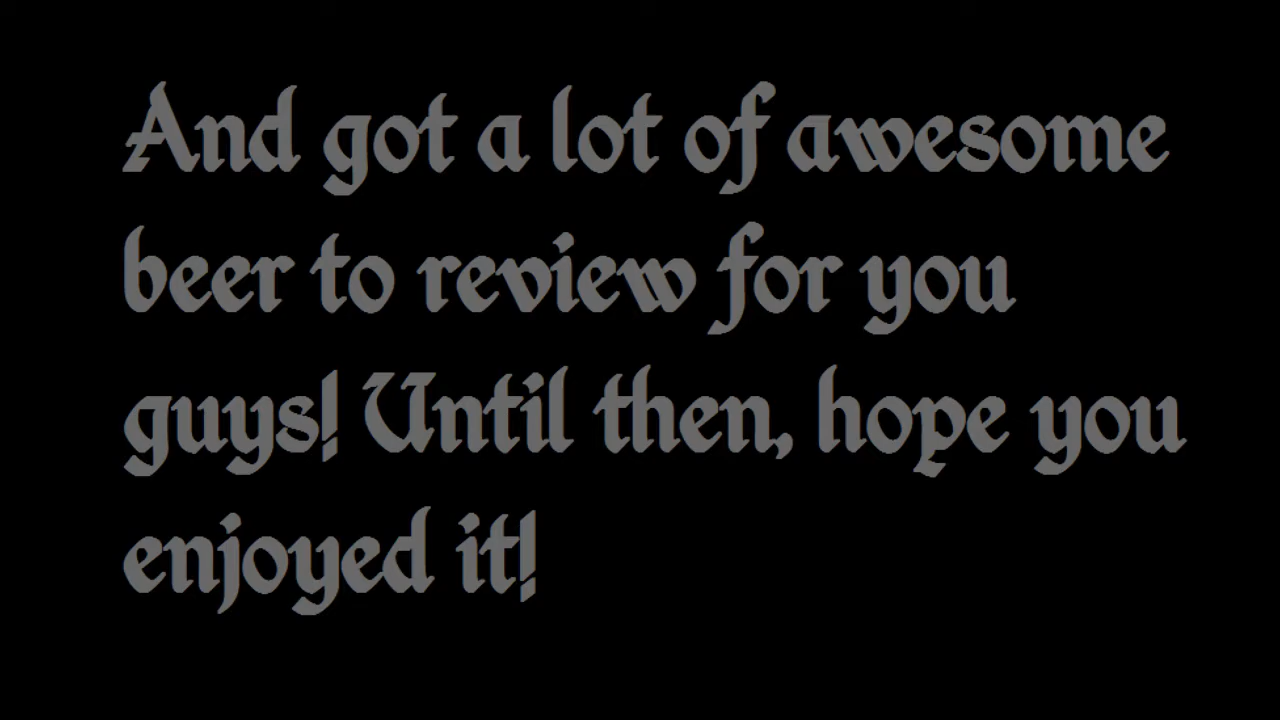 And got a lot of awesome
beer to review for you
guys! Until then, hope you
enjoyed it!